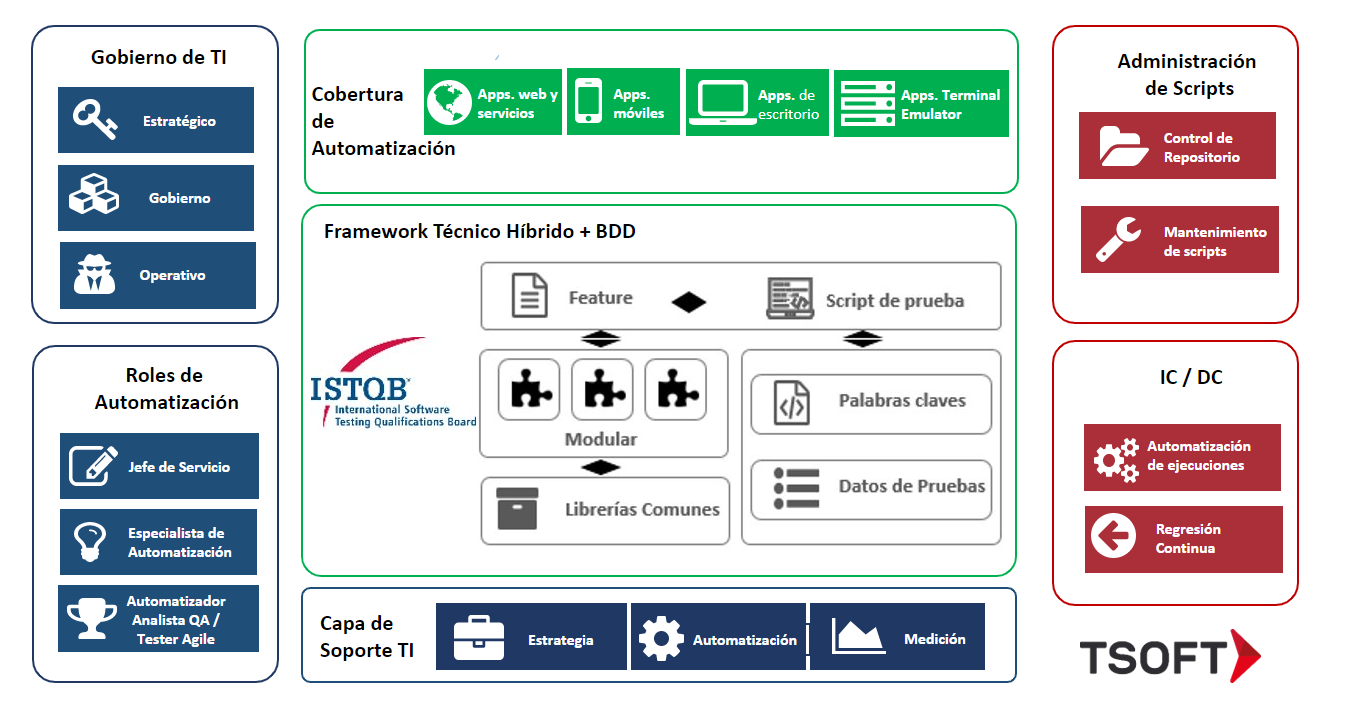 Gobierno de TI
Estratégico
Gobierno
Operativo
Roles de
Automatización
Jefe de Servicio
Especialista de
Automatización
Automatizador
Analista QA /
Tester Agile
Cobertura
de
Automatización
Apps. web y
servicios
Apps.
móviles
Apps. de
escritorio
Apps. Terminal
Emulator
Framework Técnico Híbrido + BDD
ISTQB
International Software
Testing Qualifications Board
Feature
Script de prueba
Modular
Librerías Comunes
Palabras claves
Datos de Pruebas
Capa de
Soporte TI
Estrategia
Automatización
Medición
Administración
de Scripts
Control de
Repositorio
Mantenimiento
de scripts
IC / DC
Automatización
de ejecuciones
Regresión
Continua
TSOFT